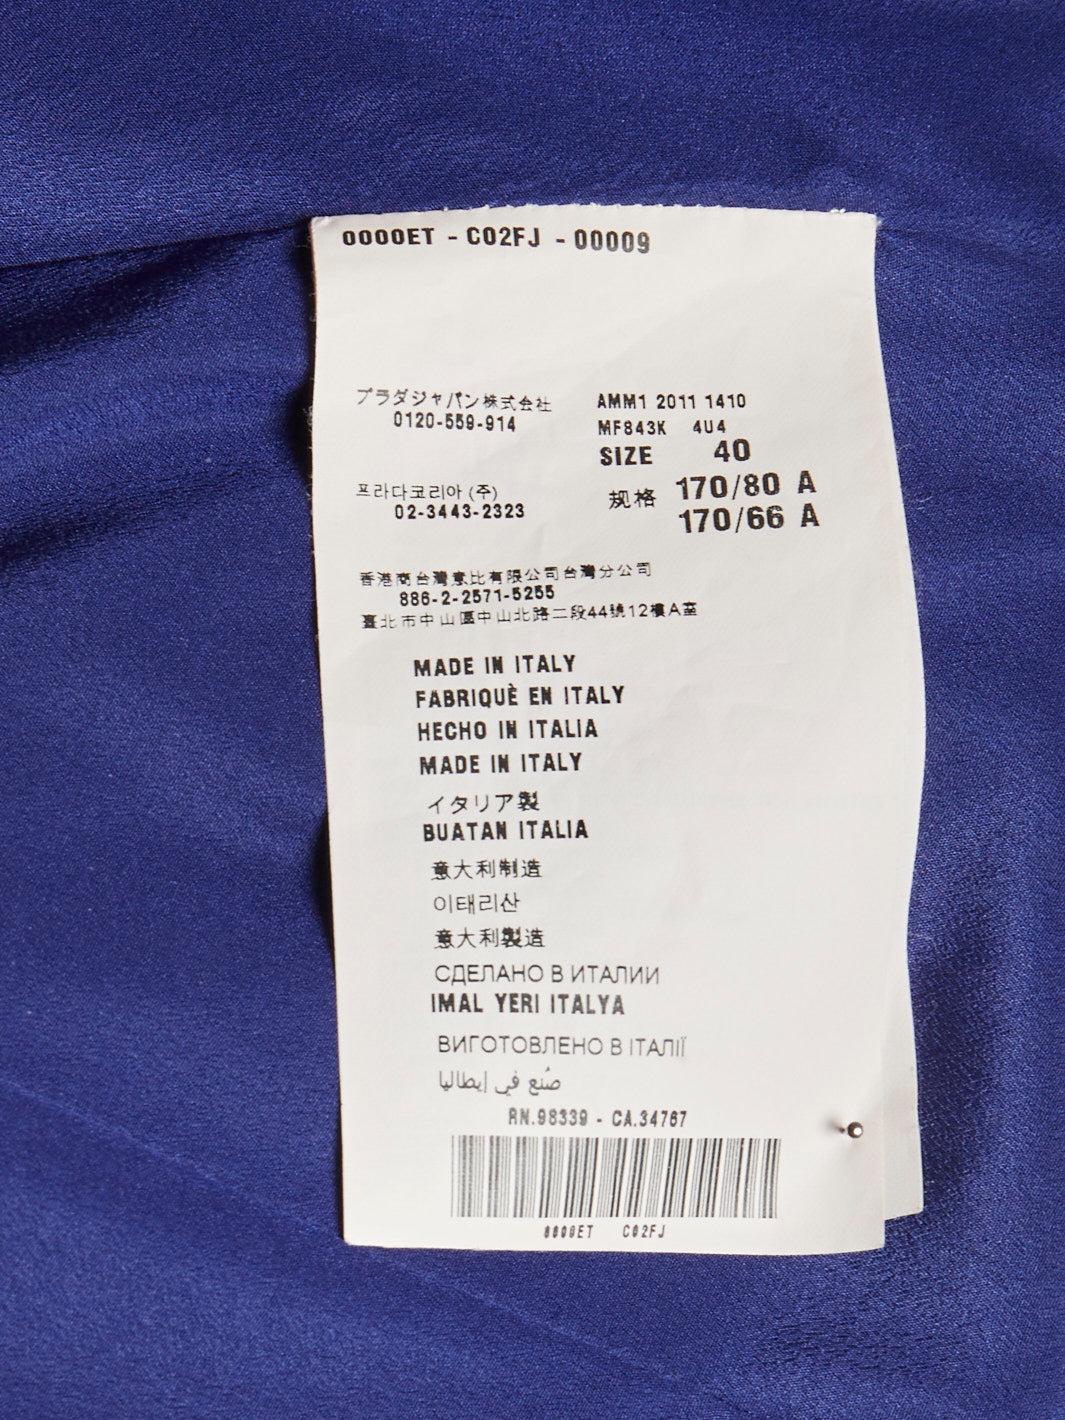 0000ET - C02FJ - 00009
プラダジャパン株式会社
0120-559-914
AMM1 2011 1410
MF843K 4U4
SIZE 40
规格 170/80 A
170/66 A
프라다코리아 (주)
02-3443-2323
香港商台灣意比有限公司台灣分公司
886-2-2571-5255
臺北市中山區中山北路二段44號12樓A室
MADE IN ITALY
FABRIQUÈ EN ITALY
HECHO IN ITALIA
MADE IN ITALY
イタリア製
BUATAN ITALIA
意大利制造
이태리산
意大利製造
СДЕЛАНО В ИТАЛИИ
IMAL YERI ITALYA
ВИГОТОВЛЕНО В ІТАЛІЇ
صُنع في إيطاليا
RN.98339 - CA.34767
0000ET C02FJ